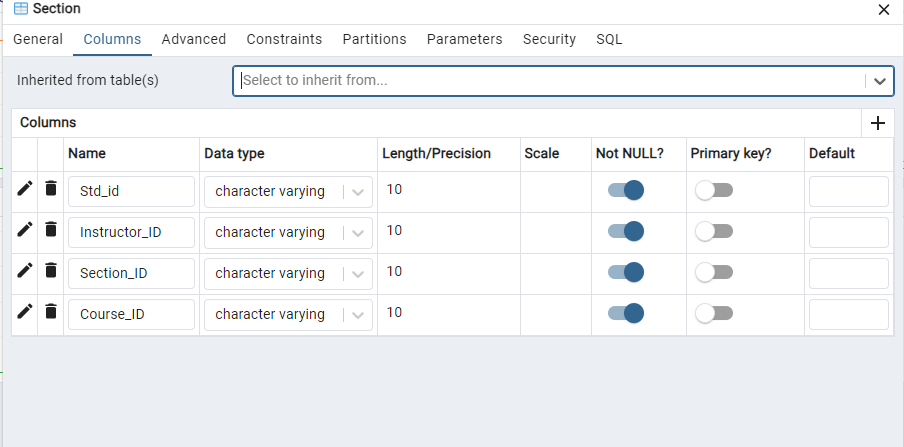 Section
General Columns Advanced Constraints Partitions Parameters Security SQL
Inherited from table(s) Select to inherit from...
Columns
Name Data type Length/Precision Scale Not NULL? Primary key? Default
Std_id character varying 10
Instructor_ID character varying 10
Section_ID character varying 10
Course_ID character varying 10